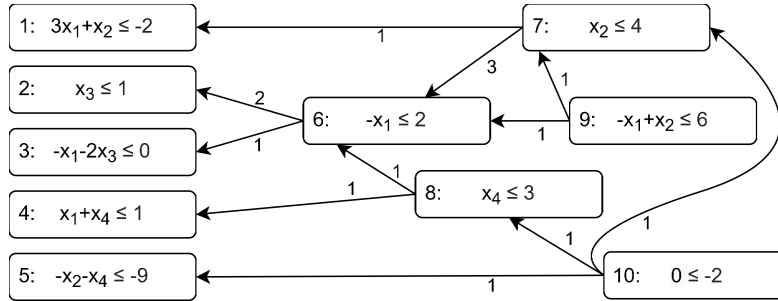 1: 3x₁+x₂ ≤ -2
7: x₂ ≤ 4
1
2: x₃ ≤ 1
3
1
2
6: -x₁ ≤ 2
9: -x₁+x₂ ≤ 6
1
3: -x₁-2x₃ ≤ 0
1
1
8: x₄ ≤ 3
1
4: x₁+x₄ ≤ 1
1
1
5: -x₂-x₄ ≤ -9
10: 0 ≤ -2
1